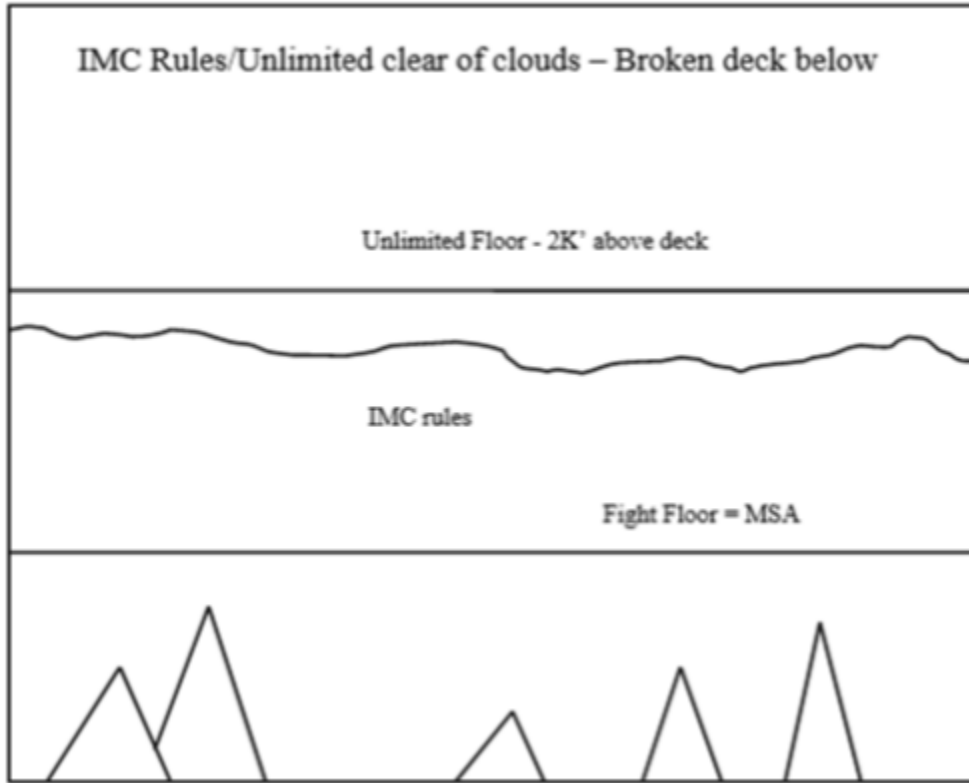 IMC Rules/Unlimited clear of clouds – Broken deck below
Unlimited Floor - 2K' above deck
IMC rules
Fight Floor = MSA